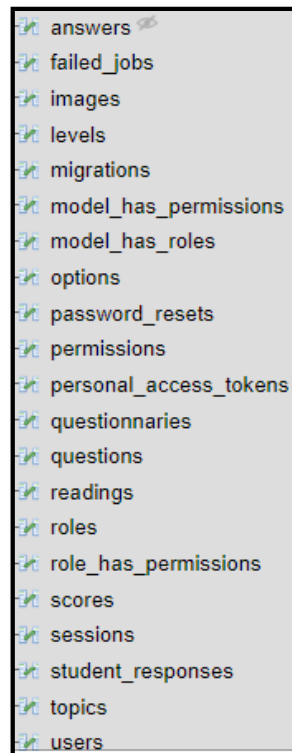 answers
failed_jobs
images
levels
migrations
model_has_permissions
model_has_roles
options
password_resets
permissions
personal_access_tokens
questionnaries
questions
readings
roles
role_has_permissions
scores
sessions
student_responses
topics
users